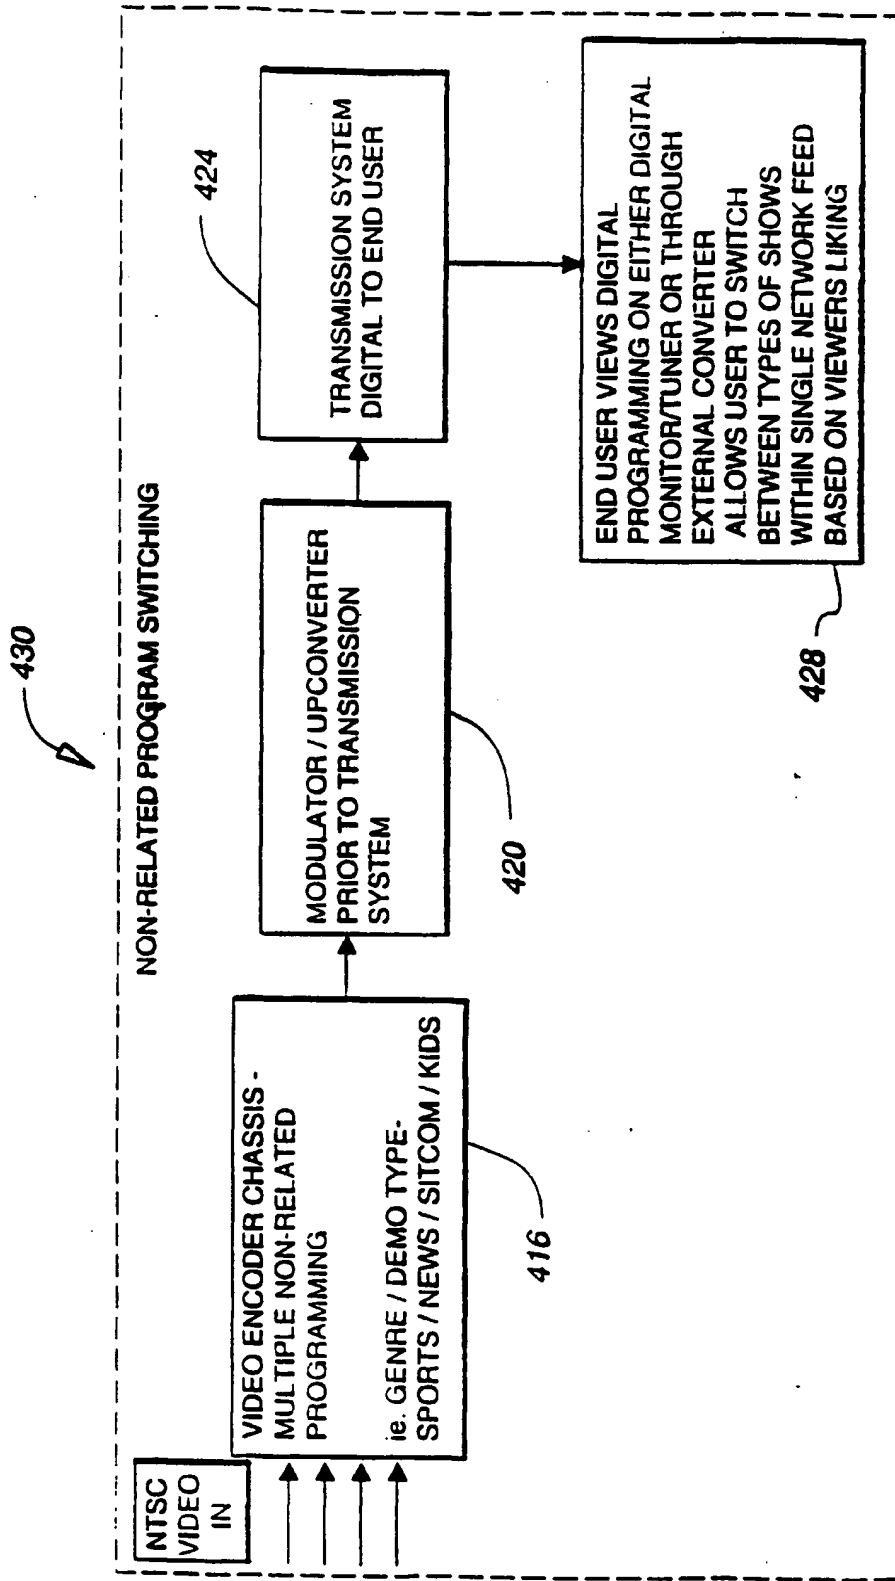 430
NON-RELATED PROGRAM SWITCHING
NTSC
VIDEO
IN
VIDEO ENCODER CHASSIS -
MULTIPLE NON-RELATED
PROGRAMMING
ie. GENRE / DEMO TYPE-
SPORTS / NEWS / SITCOM / KIDS
416
MODULATOR / UPCONVERTER
PRIOR TO TRANSMISSION
SYSTEM
420
TRANSMISSION SYSTEM
DIGITAL TO END USER
424
END USER VIEWS DIGITAL
PROGRAMMING ON EITHER DIGITAL
MONITOR/TUNER OR THROUGH
EXTERNAL CONVERTER
ALLOWS USER TO SWITCH
BETWEEN TYPES OF SHOWS
WITHIN SINGLE NETWORK FEED
BASED ON VIEWERS LIKING
428